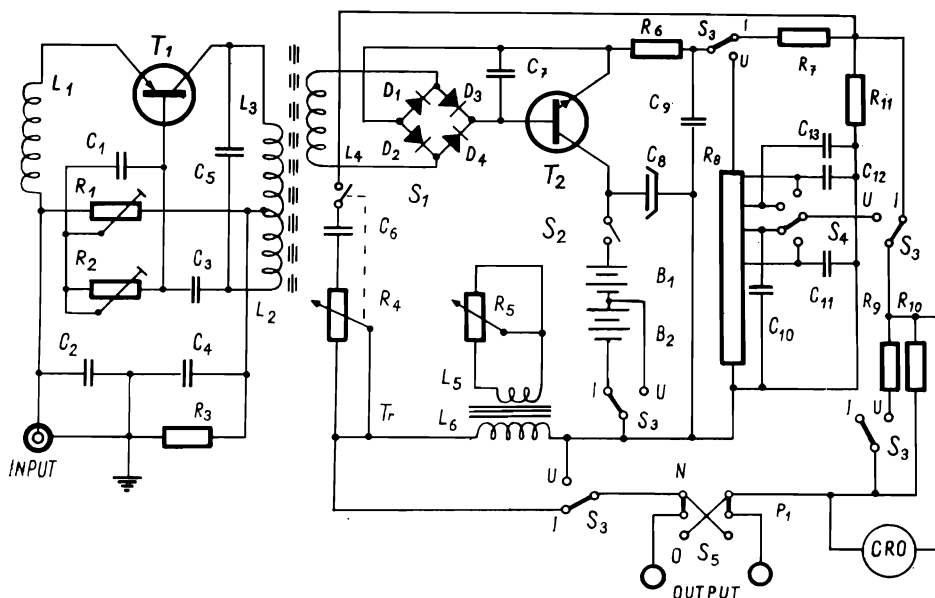 R6 S3 I
T1 R7
L1 L3 C7 U
D1 D3 R11
C9
C1 L4 D2 D4 C13
T2 C8 R8 C12
R1 C5 S1 U I
C6 S2 S4 S3
R2 C3 B1
R4 R5 C11
L2 C10 R9 R10
C2 C4 B2
L5
R3 Tr L6 I U I U
S3 S3
INPUT U N
I S3 P1
O S5 CRO
OUTPUT